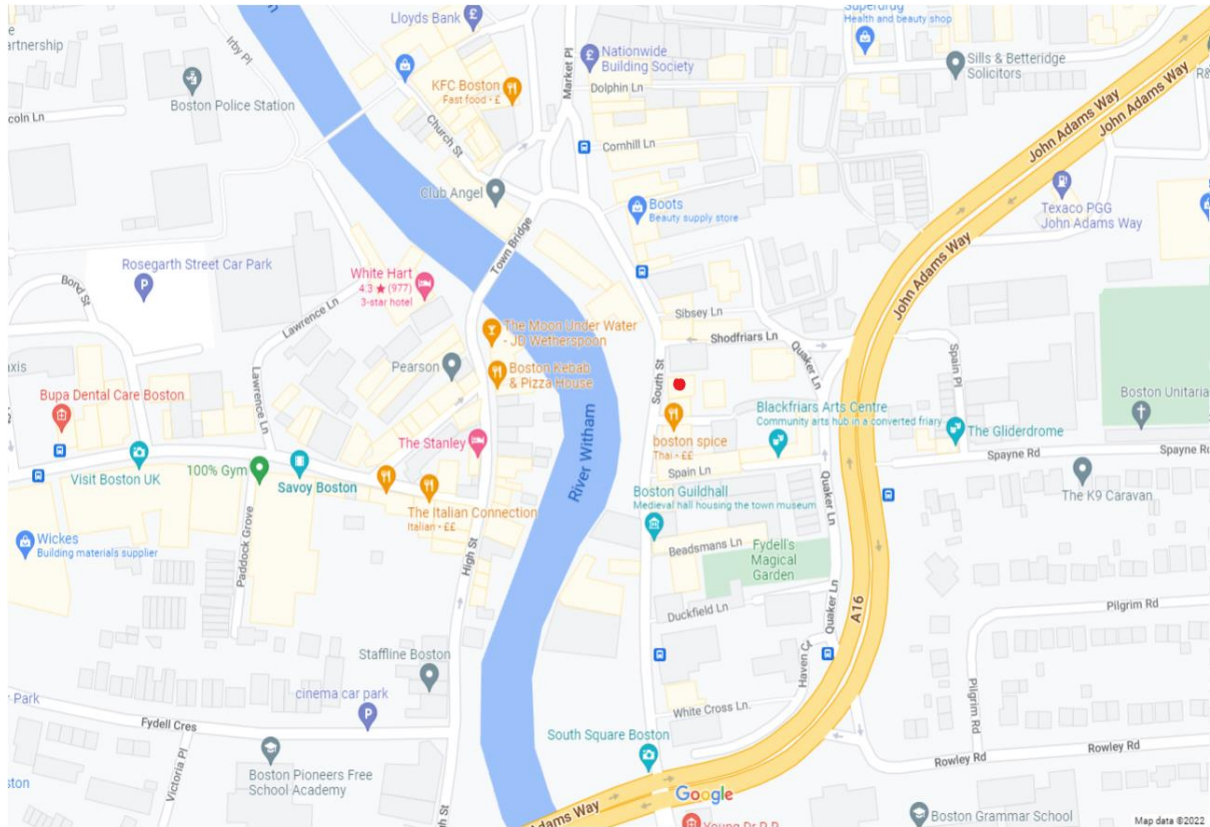 Lloyds Bank
Superdrug
Health and beauty shop
artnership
Irby Pl
Market Pl
Nationwide
Building Society
Sills & Betteridge
Solicitors
Boston Police Station
KFC Boston
Fast food · £
Dolphin Ln
John Adams Way
John Adams Way
coln Ln
Church St
Cornhill Ln
Club Angel
Boots
Beauty supply store
Texaco PGG
John Adams Way
Town Bridge
Rosegarth Street Car Park
P
Bond St
White Hart
4.3 ★ (977)
3-star hotel
John Adams Way
Lawrence Ln
Sibsey Ln
The Moon Under Water
- JD Wetherspoon
Shodfriars Ln
Quaker Ln
Spain Pl
axis
Pearson
Boston Kebab
& Pizza House
South St
Bupa Dental Care Boston
Lawrence Ln
Blackfriars Arts Centre
Community arts hub in a converted friary
Boston Unitaria
The Stanley
River Witham
boston spice
Thai · ££
The Gliderdrome
Spayne Rd
Spayne Rd
Visit Boston UK
100% Gym
Savoy Boston
Spain Ln
Boston Guildhall
Medieval hall housing the town museum
Quaker Ln
The K9 Caravan
The Italian Connection
Italian · ££
Wickes
Building materials supplier
Paddock Grove
High St
Beadsmans Ln
Fydell's
Magical
Garden
Duckfield Ln
Quaker Ln
A16
Pilgrim Rd
Staffline Boston
Haven Ct
Pilgrim Rd
r Park
cinema car park
P
Fydell Cres
White Cross Ln.
South Square Boston
Rowley Rd
Rowley Rd
Victoria Pl
ston
Boston Pioneers Free
School Academy
High St
Google
dams Way
Boston Grammar School
Map data ©2022